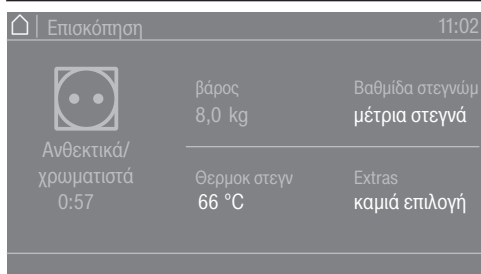 Επισκόπηση 11:02
βάρος
8,0 kg
Βαθμίδα στεγνώμ
μέτρια στεγνά
Ανθεκτικά/
χρωματιστά
0:57
Θερμοκ στεγν
66 °C
Extras
καμιά επιλογή